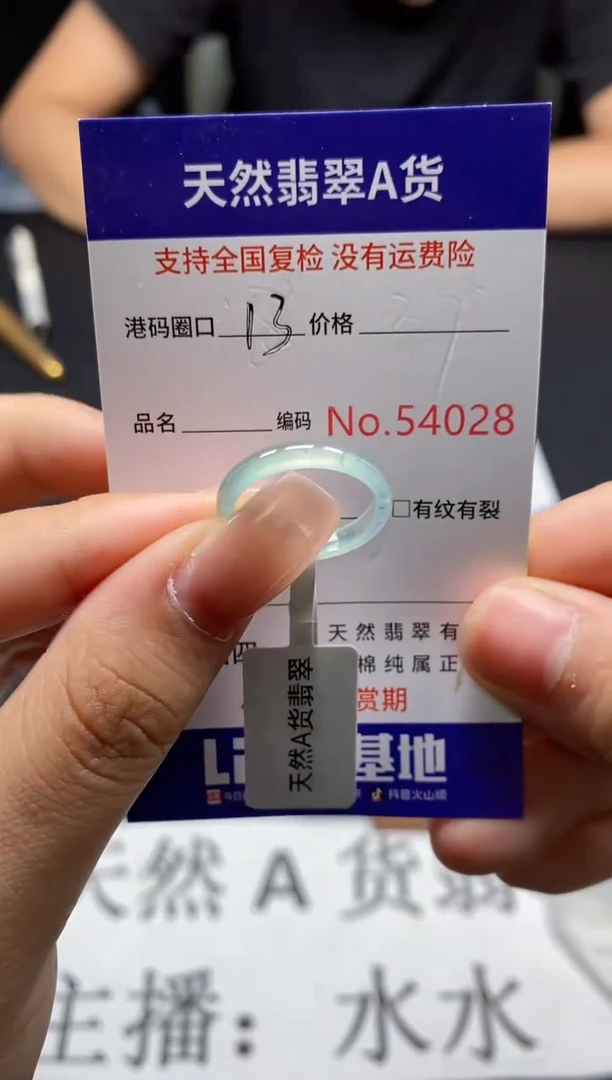 天然翡翠A货
支持全国复检 没有运费险
港码圈口 13 价格
品名 编码 No.54028
□有纹有裂
天然翡翠有
棉纯属正
赏期
基地
抖音火山版
天然A货翡翠
天然A货翡
主播：水水